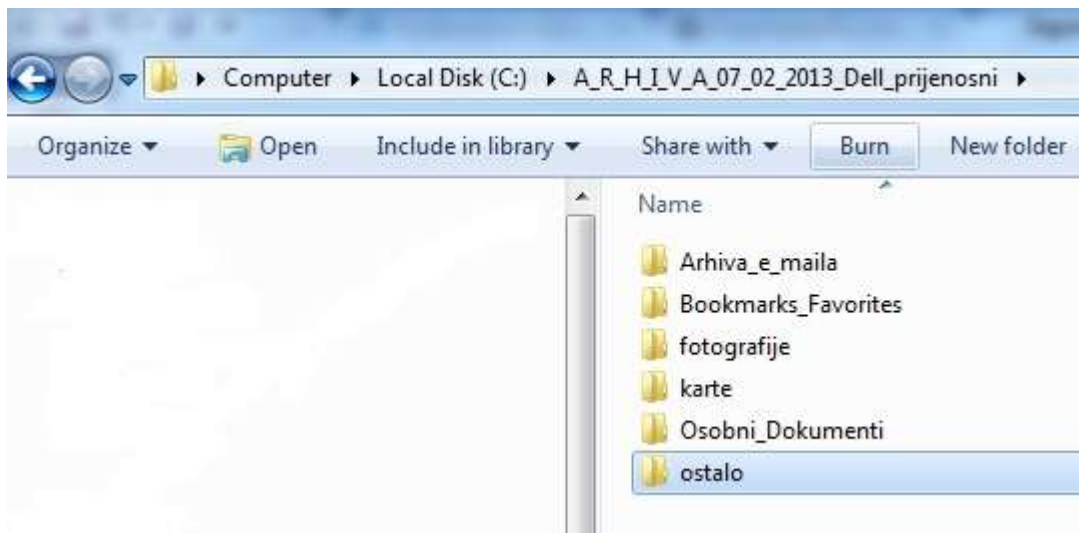 Computer Local Disk (C:) A_R_H_I_V_A_07_02_2013_Dell_prijenosni
Organize Open Include in library Share with Burn New folder
Name
Arhiva_e_maila
Bookmarks_Favorites
fotografije
karte
Osobni_Dokumenti
ostalo